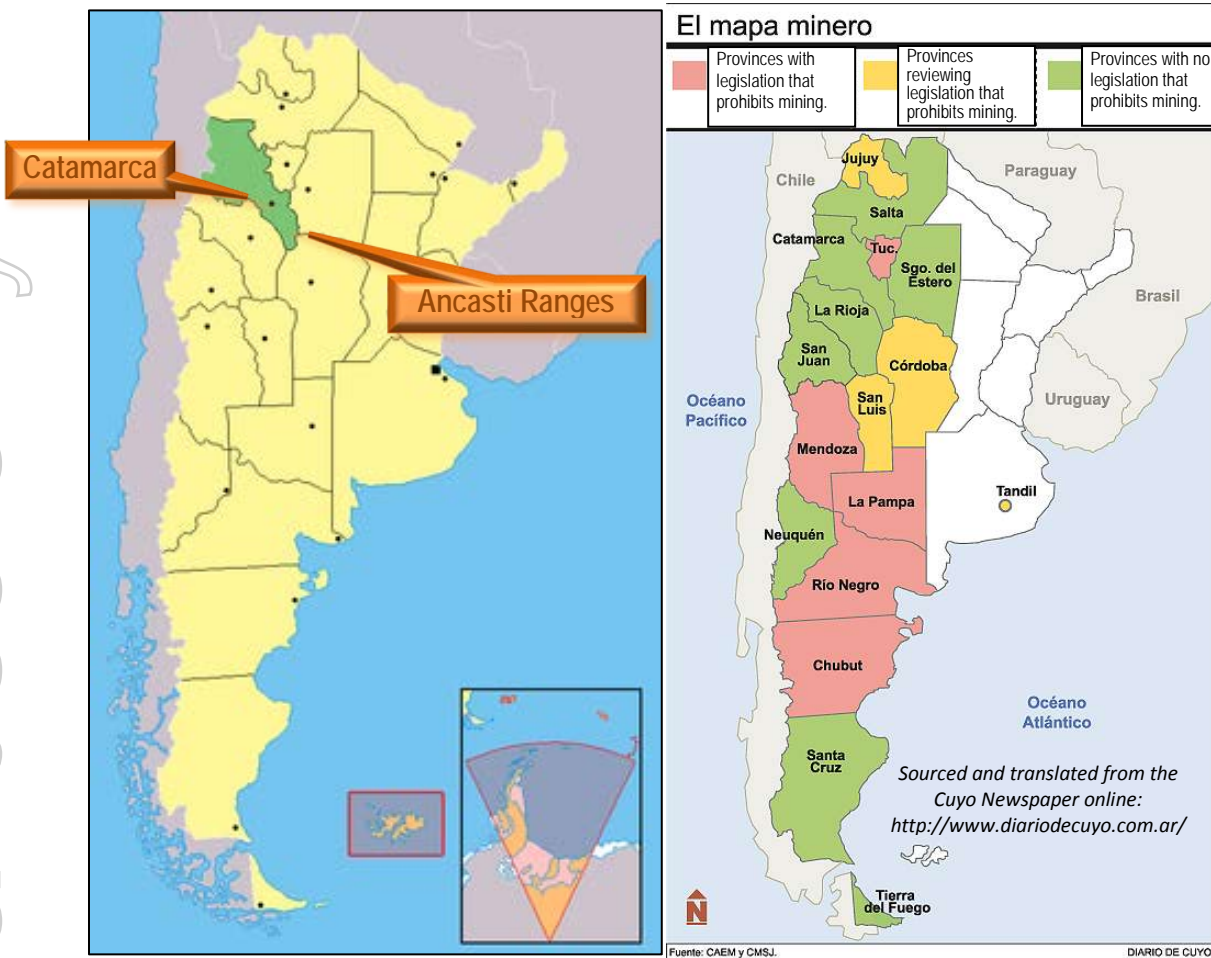 Catamarca
Ancasti Ranges
El mapa minero
Provinces with
legislation that
prohibits mining.
Provinces
reviewing
legislation that
prohibits mining.
Provinces with no
legislation that
prohibits mining.
Jujuy
Paraguay
Chile
Salta
Catamarca
Tuc.
Sgo. del
Estero
Brasil
La Rioja
San
Juan
Córdoba
Océano
Pacífico
San
Luis
Uruguay
Mendoza
Tandil
La Pampa
Neuquén
Río Negro
Chubut
Océano
Atlántico
Santa
Cruz
Sourced and translated from the
Cuyo Newspaper online:
http://www.diariodecuyo.com.ar/
Tierra
del Fuego
N
Fuente: CAEM y CMSJ.
DIARIO DE CUYO